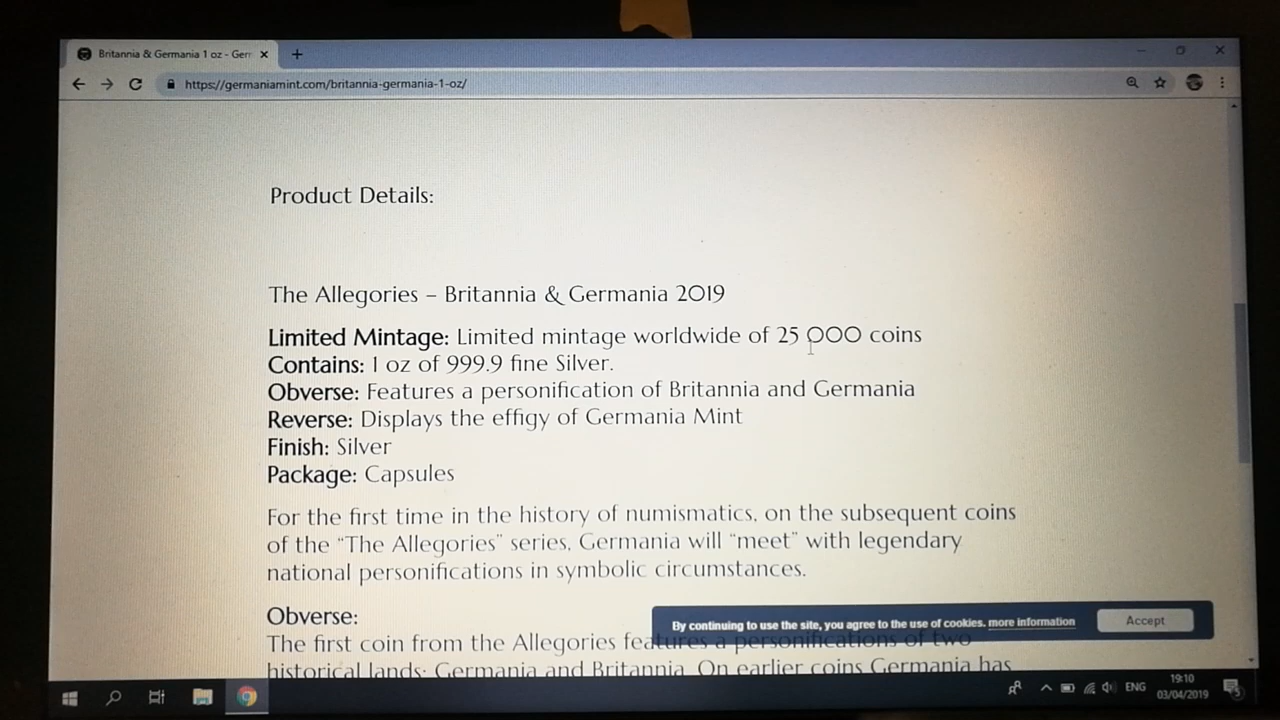 Britannia & Germania 1 oz - Ger
https://germaniamint.com/britannia-germania-1-oz/
Product Details:
The Allegories – Britannia & Germania 2019
Limited Mintage: Limited mintage worldwide of 25 000 coins
Contains: 1 oz of 999.9 fine Silver.
Obverse: Features a personification of Britannia and Germania
Reverse: Displays the effigy of Germania Mint
Finish: Silver
Package: Capsules
For the first time in the history of numismatics, on the subsequent coins
of the “The Allegories” series, Germania will “meet” with legendary
national personifications in symbolic circumstances.
Obverse:
By continuing to use the site, you agree to the use of cookies. more information
Accept
The first coin from the Allegories features a personifications of two
historical lands: Germania and Britannia. On earlier coins Germania has
ENG
19:10
03/04/2019
5